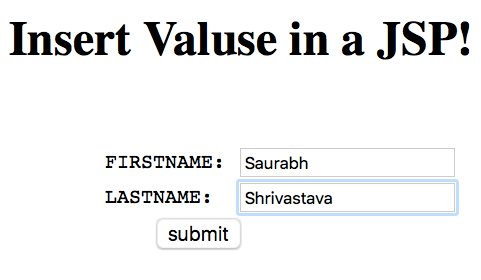 Insert Valuse in a JSP!
FIRSTNAME: Saurabh
LASTNAME: Shrivastava
submit